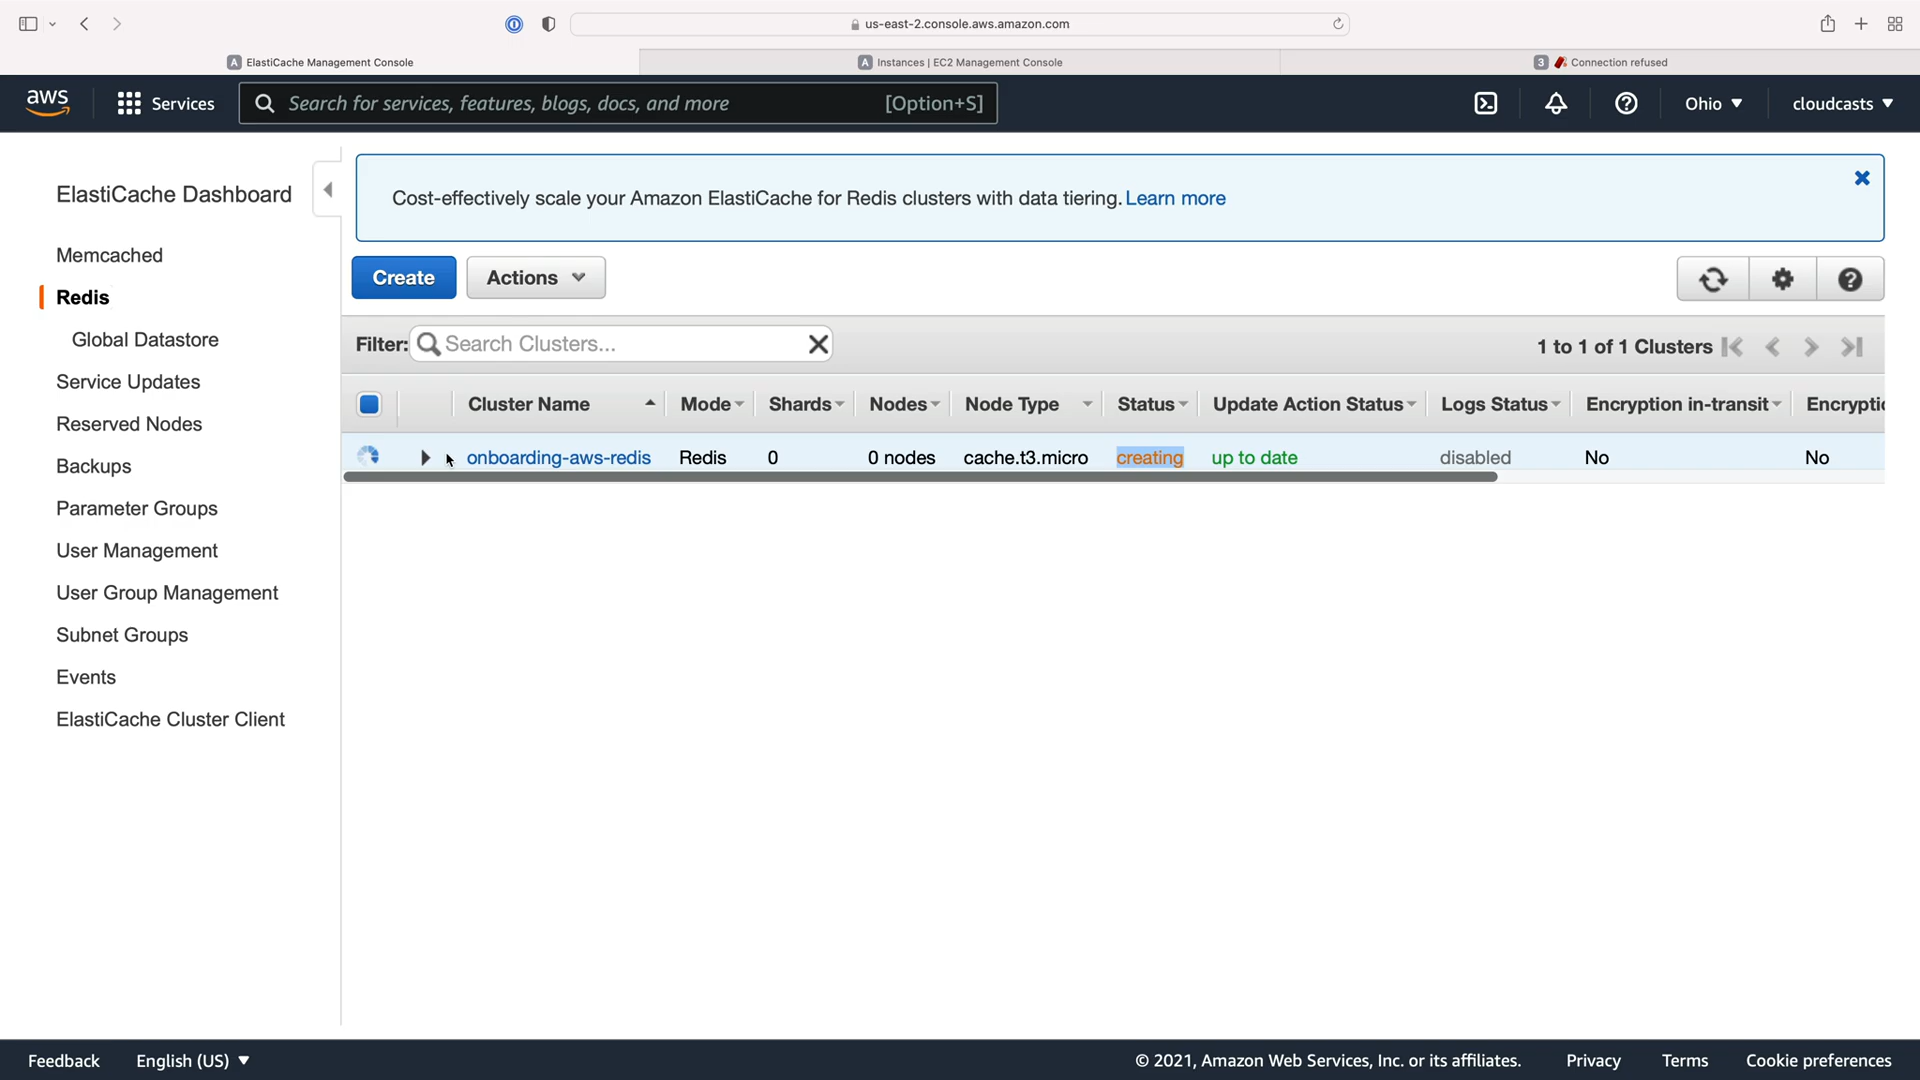 us-east-2.console.aws.amazon.com
A ElastiCache Management Console
A Instances | EC2 Management Console
3 Connection refused
aws
Services
Search for services, features, blogs, docs, and more [Option+S]
Ohio
cloudcasts
ElastiCache Dashboard
Memcached
Redis
Global Datastore
Service Updates
Reserved Nodes
Backups
Parameter Groups
User Management
User Group Management
Subnet Groups
Events
ElastiCache Cluster Client
Cost-effectively scale your Amazon ElastiCache for Redis clusters with data tiering. Learn more
Create
Actions
Filter: Search Clusters...
1 to 1 of 1 Clusters
Cluster Name Mode Shards Nodes Node Type Status Update Action Status Logs Status Encryption in-transit Encryptic
onboarding-aws-redis Redis 0 0 nodes cache.t3.micro creating up to date disabled No No
Feedback
English (US)
© 2021, Amazon Web Services, Inc. or its affiliates.
Privacy
Terms
Cookie preferences